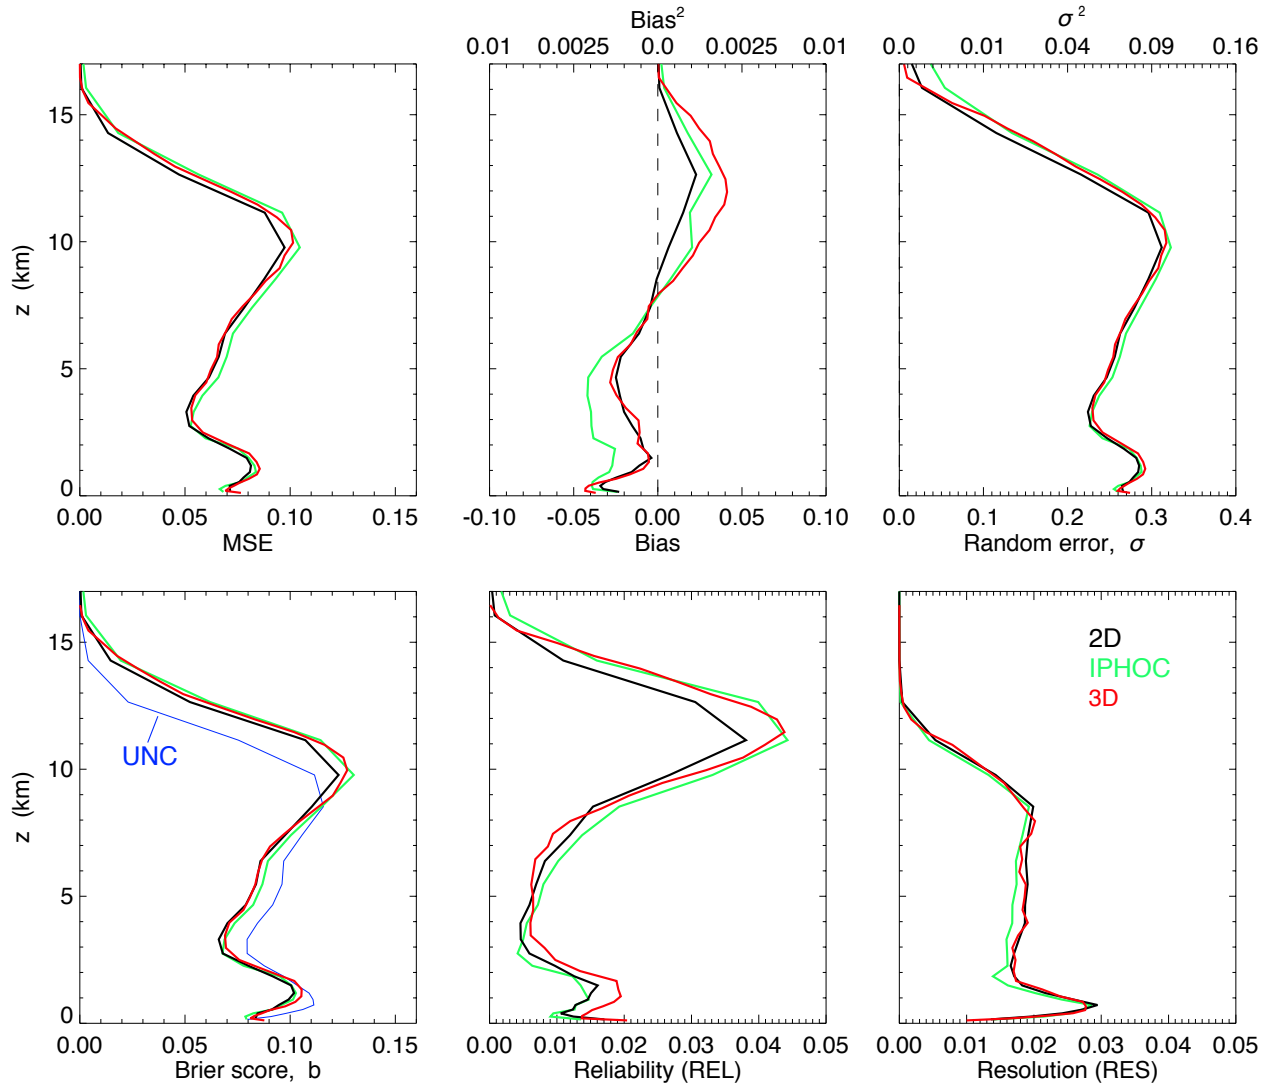 Bias²
σ²
0.01 0.0025 0.0 0.0025 0.01
0.0 0.01 0.04 0.09 0.16
15
10
5
0
z (km)
0.00 0.05 0.10 0.15
MSE
-0.10 -0.05 0.00 0.05 0.10
Bias
0.0 0.1 0.2 0.3 0.4
Random error, σ
15
10
5
0
z (km)
UNC
2D
IPHOC
3D
0.00 0.05 0.10 0.15
Brier score, b
0.00 0.01 0.02 0.03 0.04 0.05
Reliability (REL)
0.00 0.01 0.02 0.03 0.04 0.05
Resolution (RES)